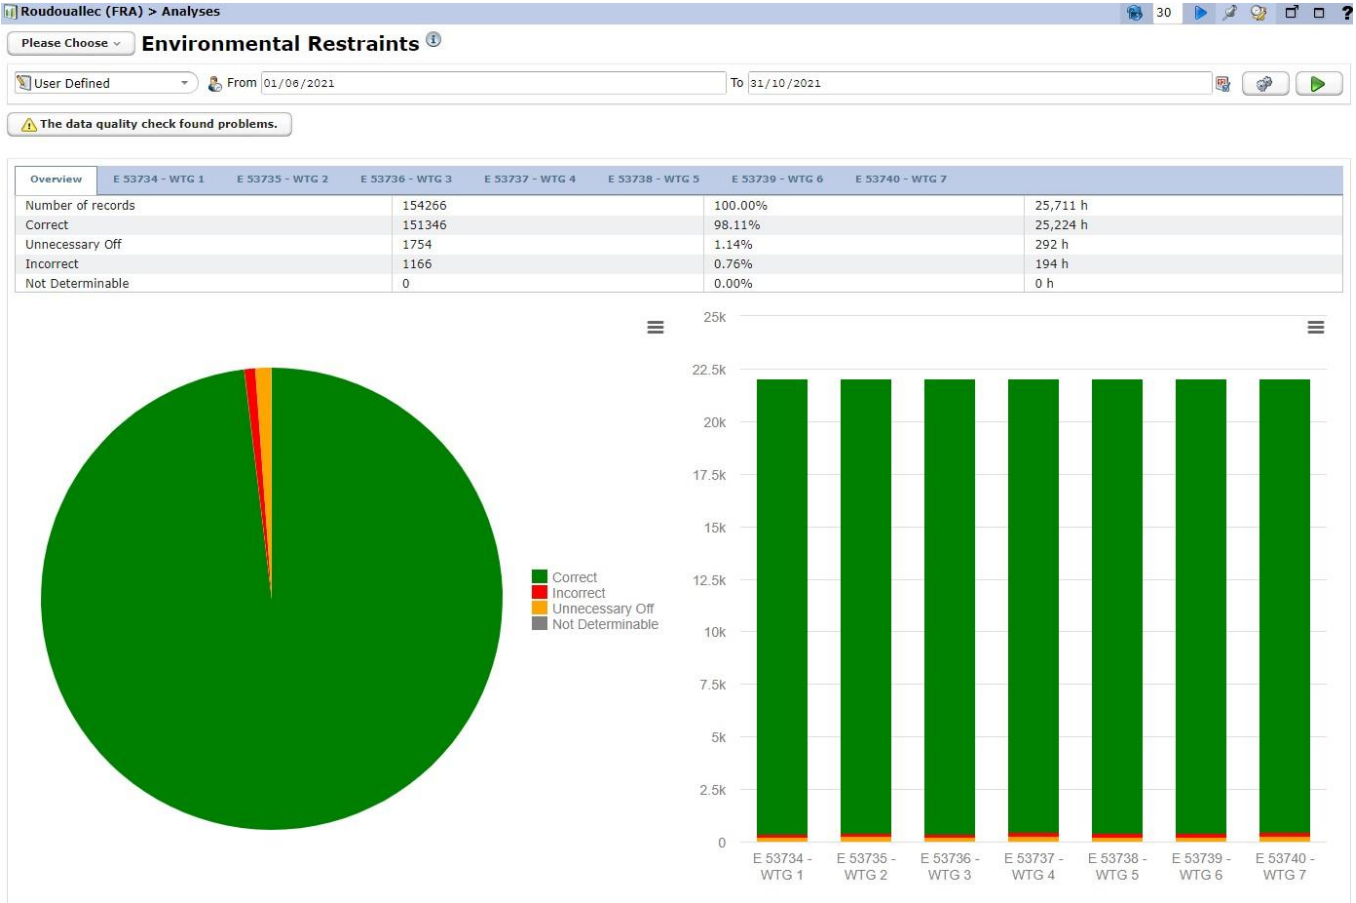 Roudouallec (FRA) > Analyses 30 ?
Please Choose Environmental Restraints i
User Defined From 01/06/2021 To 31/10/2021
The data quality check found problems.
Overview E 53734 - WTG 1 E 53735 - WTG 2 E 53736 - WTG 3 E 53737 - WTG 4 E 53738 - WTG 5 E 53739 - WTG 6 E 53740 - WTG 7
Number of records 154266 100.00% 25,711 h
Correct 151346 98.11% 25,224 h
Unnecessary Off 1754 1.14% 292 h
Incorrect 1166 0.76% 194 h
Not Determinable 0 0.00% 0 h
Correct
Incorrect
Unnecessary Off
Not Determinable
25k
22.5k
20k
17.5k
15k
12.5k
10k
7.5k
5k
2.5k
0
E 53734 - E 53735 - E 53736 - E 53737 - E 53738 - E 53739 - E 53740 -
WTG 1 WTG 2 WTG 3 WTG 4 WTG 5 WTG 6 WTG 7